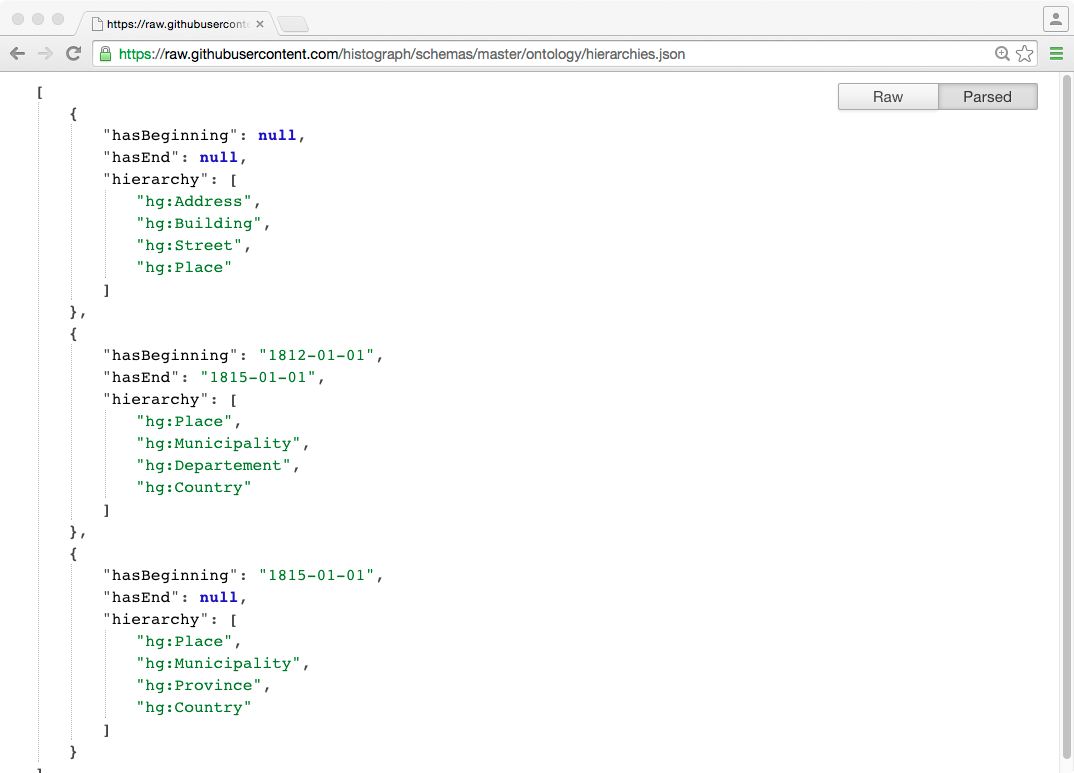 https://raw.githubusercont
https://raw.githubusercontent.com/histograph/schemas/master/ontology/hierarchies.json
Raw Parsed
[
{
"hasBeginning": null,
"hasEnd": null,
"hierarchy": [
"hg:Address",
"hg:Building",
"hg:Street",
"hg:Place"
]
},
{
"hasBeginning": "1812-01-01",
"hasEnd": "1815-01-01",
"hierarchy": [
"hg:Place",
"hg:Municipality",
"hg:Departement",
"hg:Country"
]
},
{
"hasBeginning": "1815-01-01",
"hasEnd": null,
"hierarchy": [
"hg:Place",
"hg:Municipality",
"hg:Province",
"hg:Country"
]
}
]